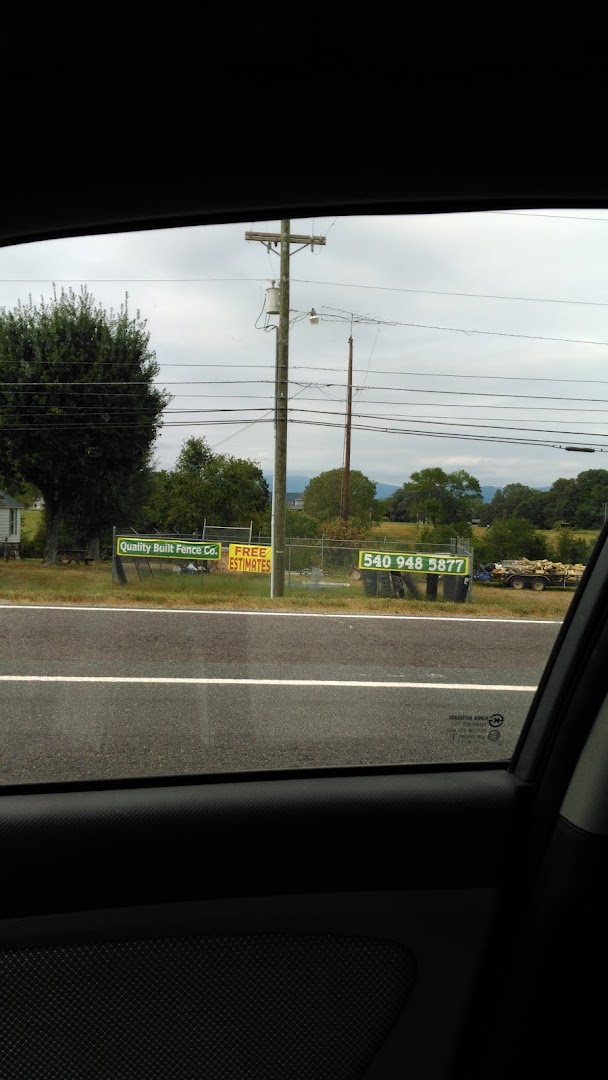 Quality Built Fence Co.
FREE
ESTIMATES
540 948 5877